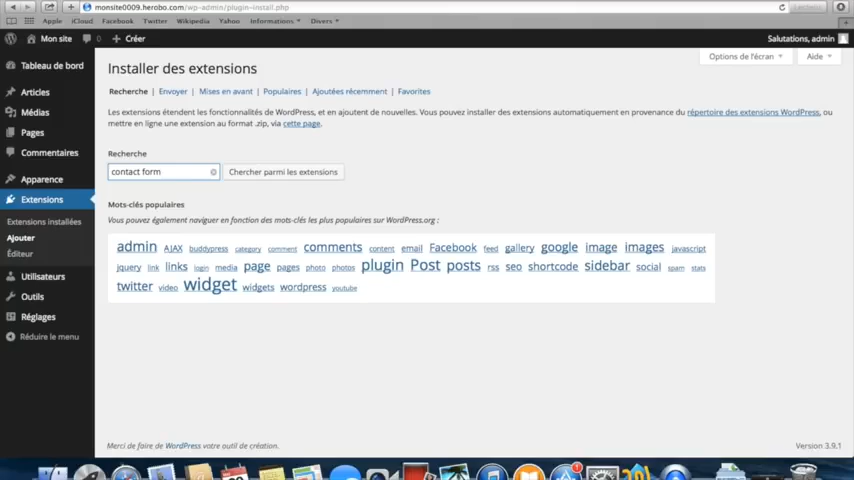 monsite0009.herobo.com/wp-admin/plugin-install.php
Apple iCloud Facebook Twitter Wikipedia Yahoo Informations Divers
Mon site 0 Créer Salutations, admin
Options de l'écran Aide
Tableau de bord
Articles
Médias
Pages
Commentaires
Apparence
Extensions
Extensions installées
Ajouter
Éditeur
Utilisateurs
Outils
Réglages
Réduire le menu
Installer des extensions
Recherche | Envoyer | Mises en avant | Populaires | Ajoutées récemment | Favorites
Les extensions étendent les fonctionnalités de WordPress, et en ajoutent de nouvelles. Vous pouvez installer des extensions automatiquement en provenance du répertoire des extensions WordPress, ou
mettre en ligne une extension au format .zip, via cette page.
Recherche
contact form Chercher parmi les extensions
Mots-clés populaires
Vous pouvez également naviguer en fonction des mots-clés les plus populaires sur WordPress.org :
admin AJAX buddypress category comment comments content email Facebook feed gallery google image images javascript
jquery link links login media page pages photo photos plugin Post posts rss seo shortcode sidebar social spam stats
twitter video widget widgets wordpress youtube
Merci de faire de WordPress votre outil de création. Version 3.9.1